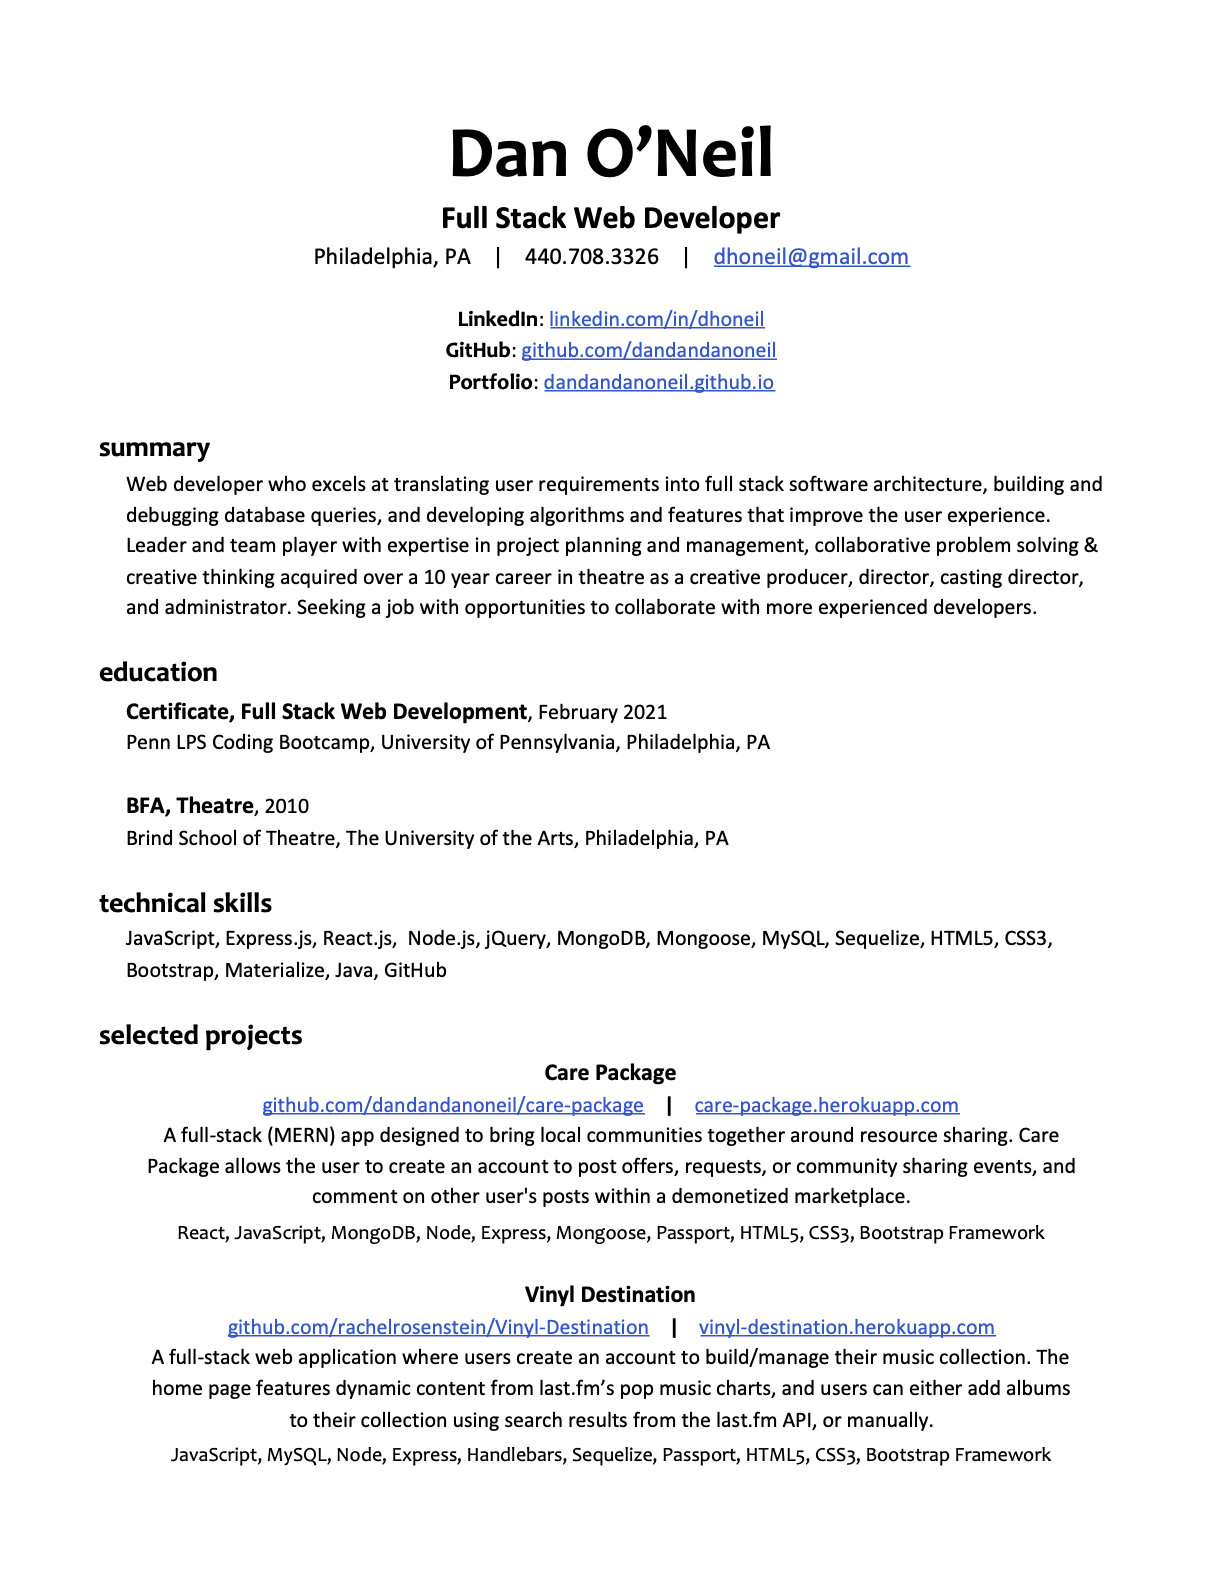 Dan O’Neil
Full Stack Web Developer
Philadelphia, PA | 440.708.3326 | dhoneil@gmail.com
LinkedIn: linkedin.com/in/dhoneil
GitHub: github.com/dandandanoneil
Portfolio: dandandanoneil.github.io
summary
Web developer who excels at translating user requirements into full stack software architecture, building and
debugging database queries, and developing algorithms and features that improve the user experience.
Leader and team player with expertise in project planning and management, collaborative problem solving &
creative thinking acquired over a 10 year career in theatre as a creative producer, director, casting director,
and administrator. Seeking a job with opportunities to collaborate with more experienced developers.
education
Certificate, Full Stack Web Development, February 2021
Penn LPS Coding Bootcamp, University of Pennsylvania, Philadelphia, PA
BFA, Theatre, 2010
Brind School of Theatre, The University of the Arts, Philadelphia, PA
technical skills
JavaScript, Express.js, React.js,  Node.js, jQuery, MongoDB, Mongoose, MySQL, Sequelize, HTML5, CSS3,
Bootstrap, Materialize, Java, GitHub
selected projects
Care Package
github.com/dandandanoneil/care-package | care-package.herokuapp.com
A full-stack (MERN) app designed to bring local communities together around resource sharing. Care
Package allows the user to create an account to post offers, requests, or community sharing events, and
comment on other user's posts within a demonetized marketplace.
React, JavaScript, MongoDB, Node, Express, Mongoose, Passport, HTML5, CSS3, Bootstrap Framework
Vinyl Destination
github.com/rachelrosenstein/Vinyl-Destination | vinyl-destination.herokuapp.com
A full-stack web application where users create an account to build/manage their music collection. The
home page features dynamic content from last.fm’s pop music charts, and users can either add albums
to their collection using search results from the last.fm API, or manually.
JavaScript, MySQL, Node, Express, Handlebars, Sequelize, Passport, HTML5, CSS3, Bootstrap Framework